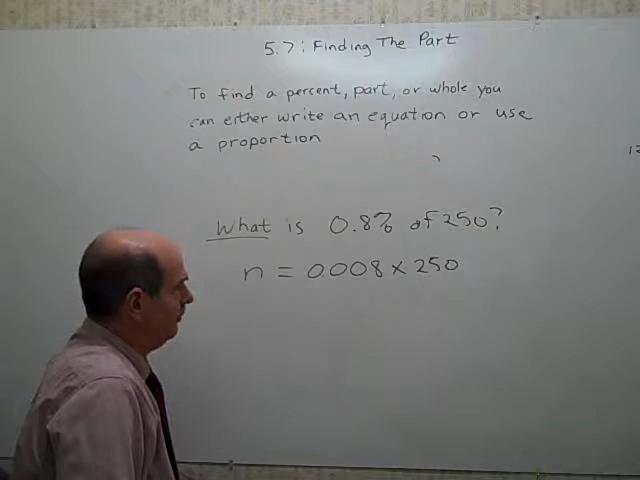 5.7: Finding The Part
To find a percent, part, or whole you
can either write an equation or use
a proportion
12
What is 0.8% of 250?
n = 0.008 × 250